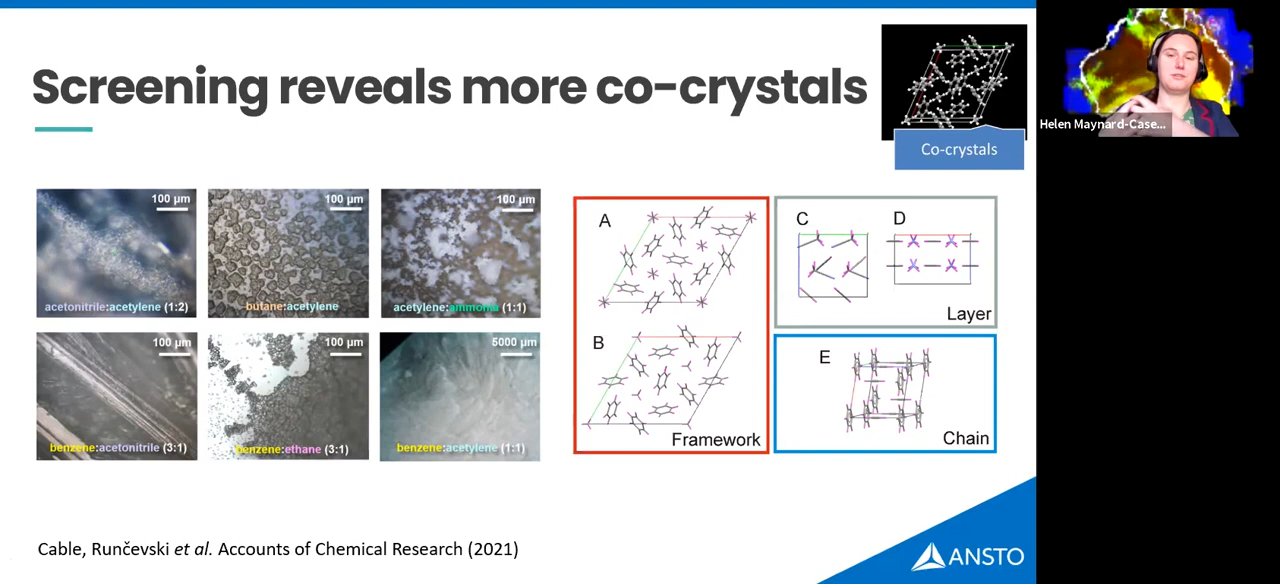 Screening reveals more co-crystals
Co-crystals
Helen Maynard-Case...
100 µm
acetonitrile:acetylene (1:2)
100 µm
butane:acetylene
100 µm
acetylene:ammonia (1:1)
100 µm
benzene:acetonitrile (3:1)
100 µm
benzene:ethane (3:1)
5000 µm
benzene:acetylene (1:1)
A
B
Framework
C
D
Layer
E
Chain
Cable, Runčevski et al. Accounts of Chemical Research (2021)
ANSTO